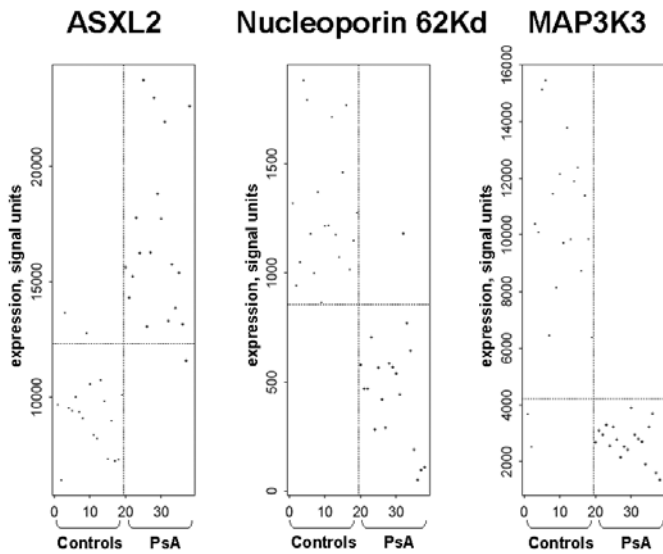 ASXL2
Nucleoporin 62Kd
MAP3K3
expression, signal units
10000
15000
20000
0
10
20
30
Controls
PsA
expression, signal units
0
500
1000
1500
0
10
20
30
Controls
PsA
expression, signal units
2000
4000
6000
8000
10000
12000
14000
16000
0
10
20
30
Controls
PsA